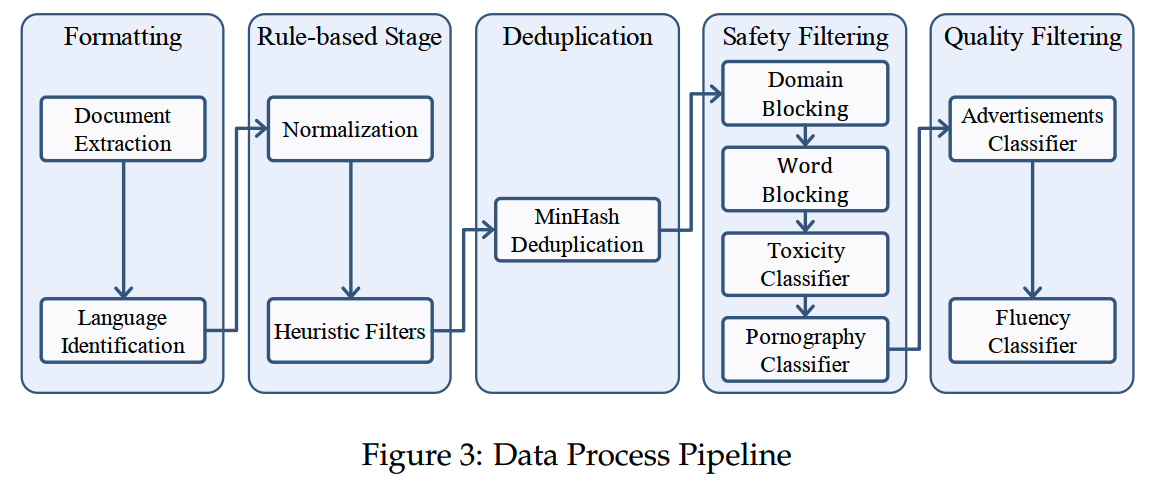 Formatting
Document
Extraction
Language
Identification
Rule-based Stage
Normalization
Heuristic Filters
Deduplication
MinHash
Deduplication
Safety Filtering
Domain
Blocking
Word
Blocking
Toxicity
Classifier
Pornography
Classifier
Quality Filtering
Advertisements
Classifier
Fluency
Classifier
Figure 3: Data Process Pipeline